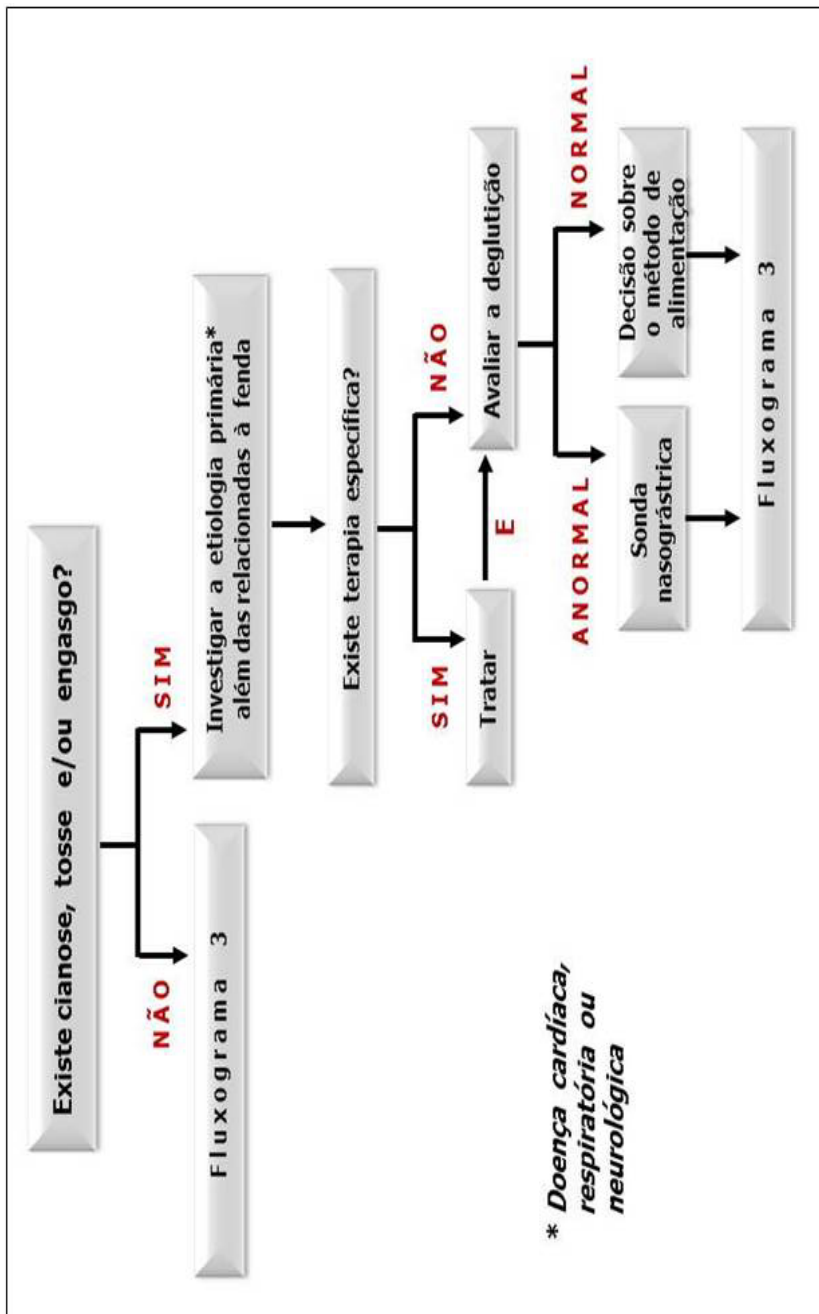 Existe cianose, tosse e/ou engasgo?
NÃO
SIM
Fluxograma 3
Investigar a etiologia primária*
além das relacionadas à fenda
Existe terapia específica?
SIM
NÃO
Tratar
E
Avaliar a deglutição
ANORMAL
NORMAL
Sonda
nasográstrica
Decisão sobre
o método de
alimentação
Fluxograma 3
* Doença cardíaca,
respiratória ou
neurológica